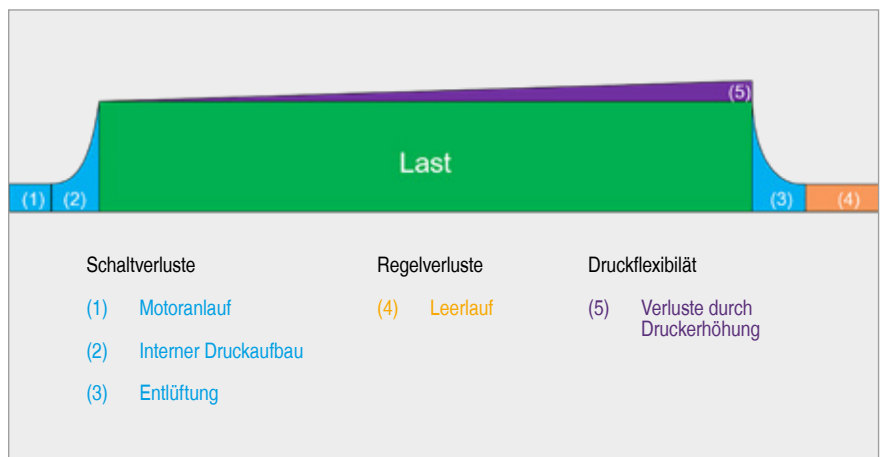 (5)
Last
(1) (2) (3) (4)
Schaltverluste Regelverluste Druckflexibilät
(1) Motoranlauf (4) Leerlauf (5) Verluste durch
Druckerhöhung
(2) Interner Druckaufbau
(3) Entlüftung